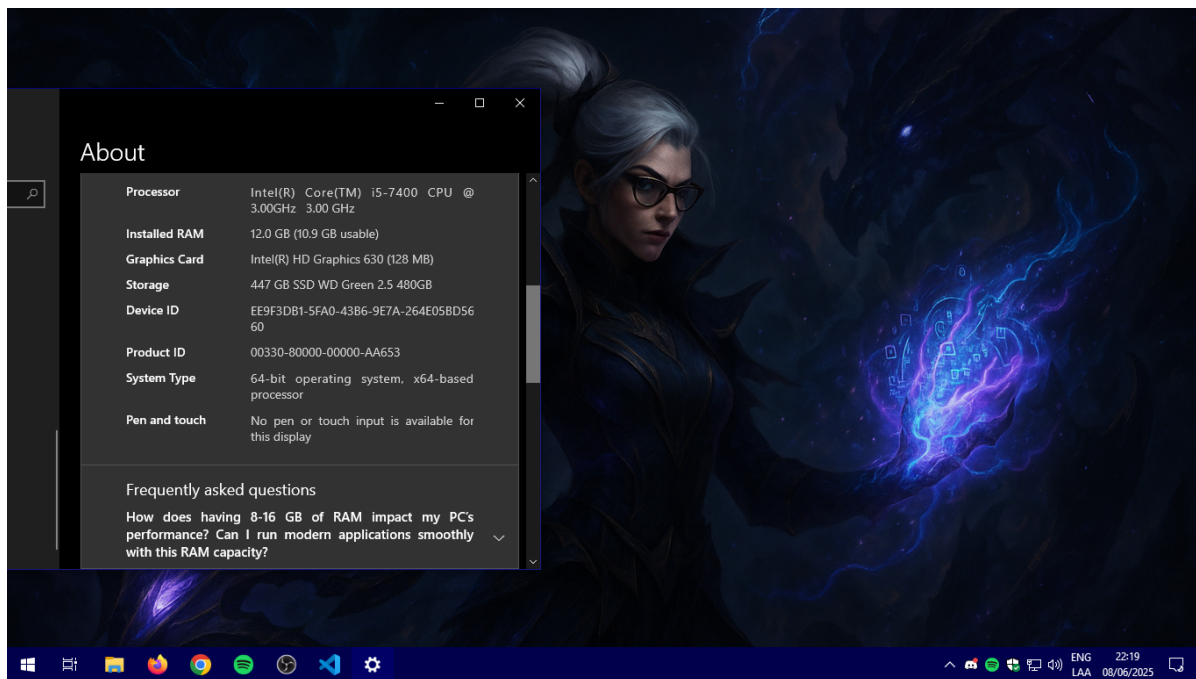 About
Processor
Intel(R) Core(TM) i5-7400 CPU @
3.00GHz 3.00 GHz
Installed RAM
12.0 GB (10.9 GB usable)
Graphics Card
Intel(R) HD Graphics 630 (128 MB)
Storage
447 GB SSD WD Green 2.5 480GB
Device ID
EE9F3DB1-5FA0-43B6-9E7A-264E05BD56
60
Product ID
00330-80000-00000-AA653
System Type
64-bit operating system, x64-based
processor
Pen and touch
No pen or touch input is available for
this display
Frequently asked questions
How does having 8-16 GB of RAM impact my PC's
performance? Can I run modern applications smoothly
with this RAM capacity?
ENG
LAA
22:19
08/06/2025